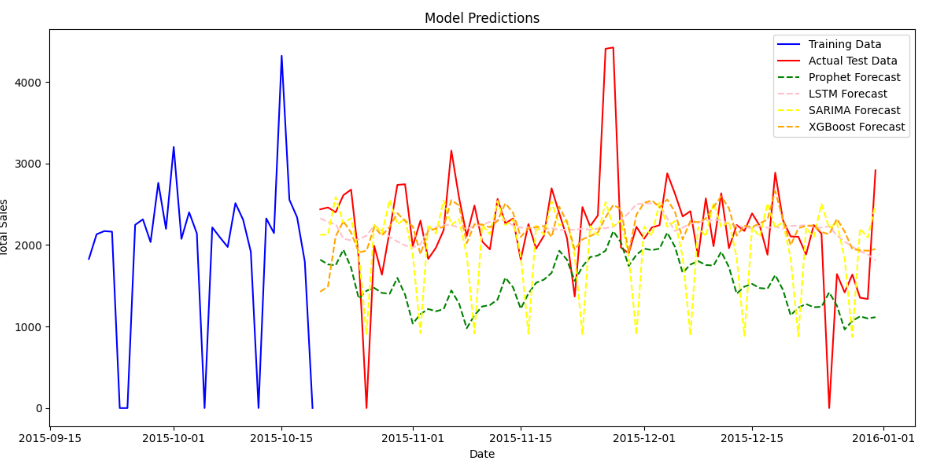 Model Predictions
Training Data
Actual Test Data
Prophet Forecast
LSTM Forecast
SARIMA Forecast
XGBoost Forecast
4000
3000
2000
1000
0
Total Sales
2015-09-15
2015-10-01
2015-10-15
2015-11-01
2015-11-15
2015-12-01
2015-12-15
2016-01-01
Date